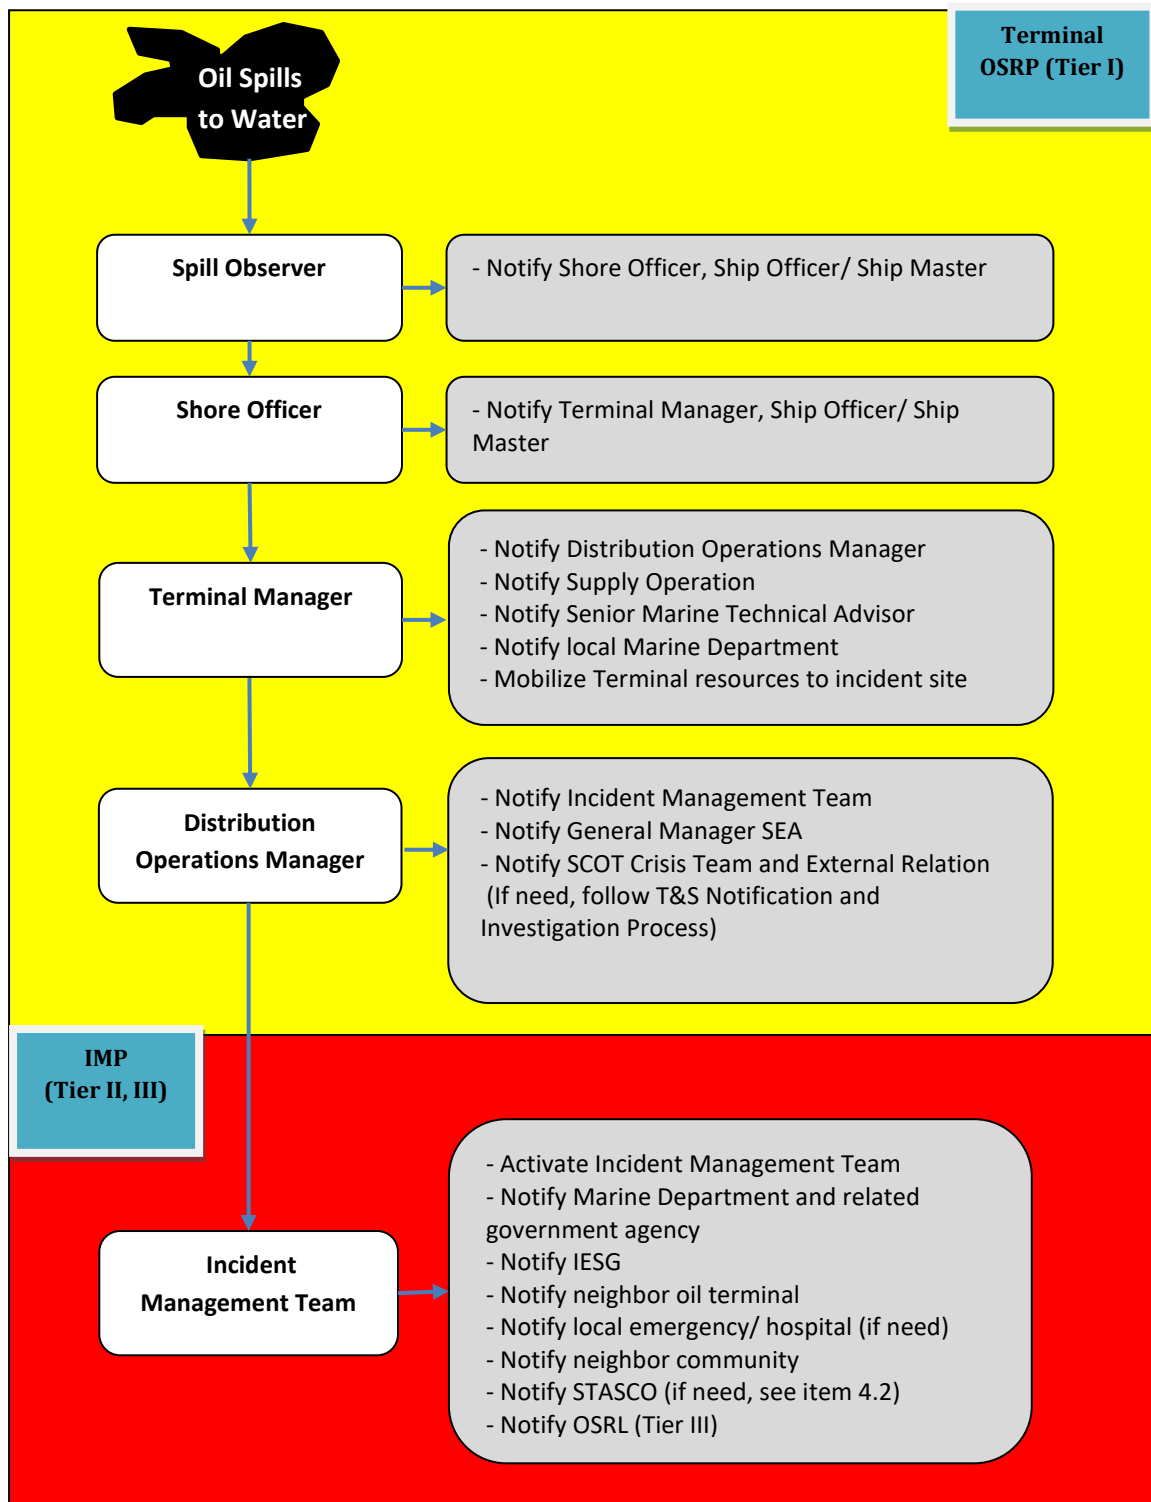 Terminal
OSRP (Tier I)
Oil Spills
to Water
Spill Observer
- Notify Shore Officer, Ship Officer/ Ship Master
Shore Officer
- Notify Terminal Manager, Ship Officer/ Ship
Master
Terminal Manager
- Notify Distribution Operations Manager
- Notify Supply Operation
- Notify Senior Marine Technical Advisor
- Notify local Marine Department
- Mobilize Terminal resources to incident site
Distribution
Operations Manager
- Notify Incident Management Team
- Notify General Manager SEA
- Notify SCOT Crisis Team and External Relation
(If need, follow T&S Notification and
Investigation Process)
IMP
(Tier II, III)
Incident
Management Team
- Activate Incident Management Team
- Notify Marine Department and related
government agency
- Notify IESG
- Notify neighbor oil terminal
- Notify local emergency/ hospital (if need)
- Notify neighbor community
- Notify STASCO (if need, see item 4.2)
- Notify OSRL (Tier III)